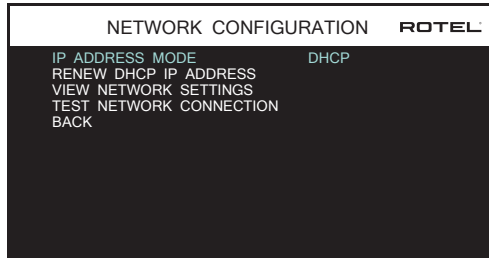 NETWORK CONFIGURATION ROTEL
IP ADDRESS MODE DHCP
RENEW DHCP IP ADDRESS
VIEW NETWORK SETTINGS
TEST NETWORK CONNECTION
BACK